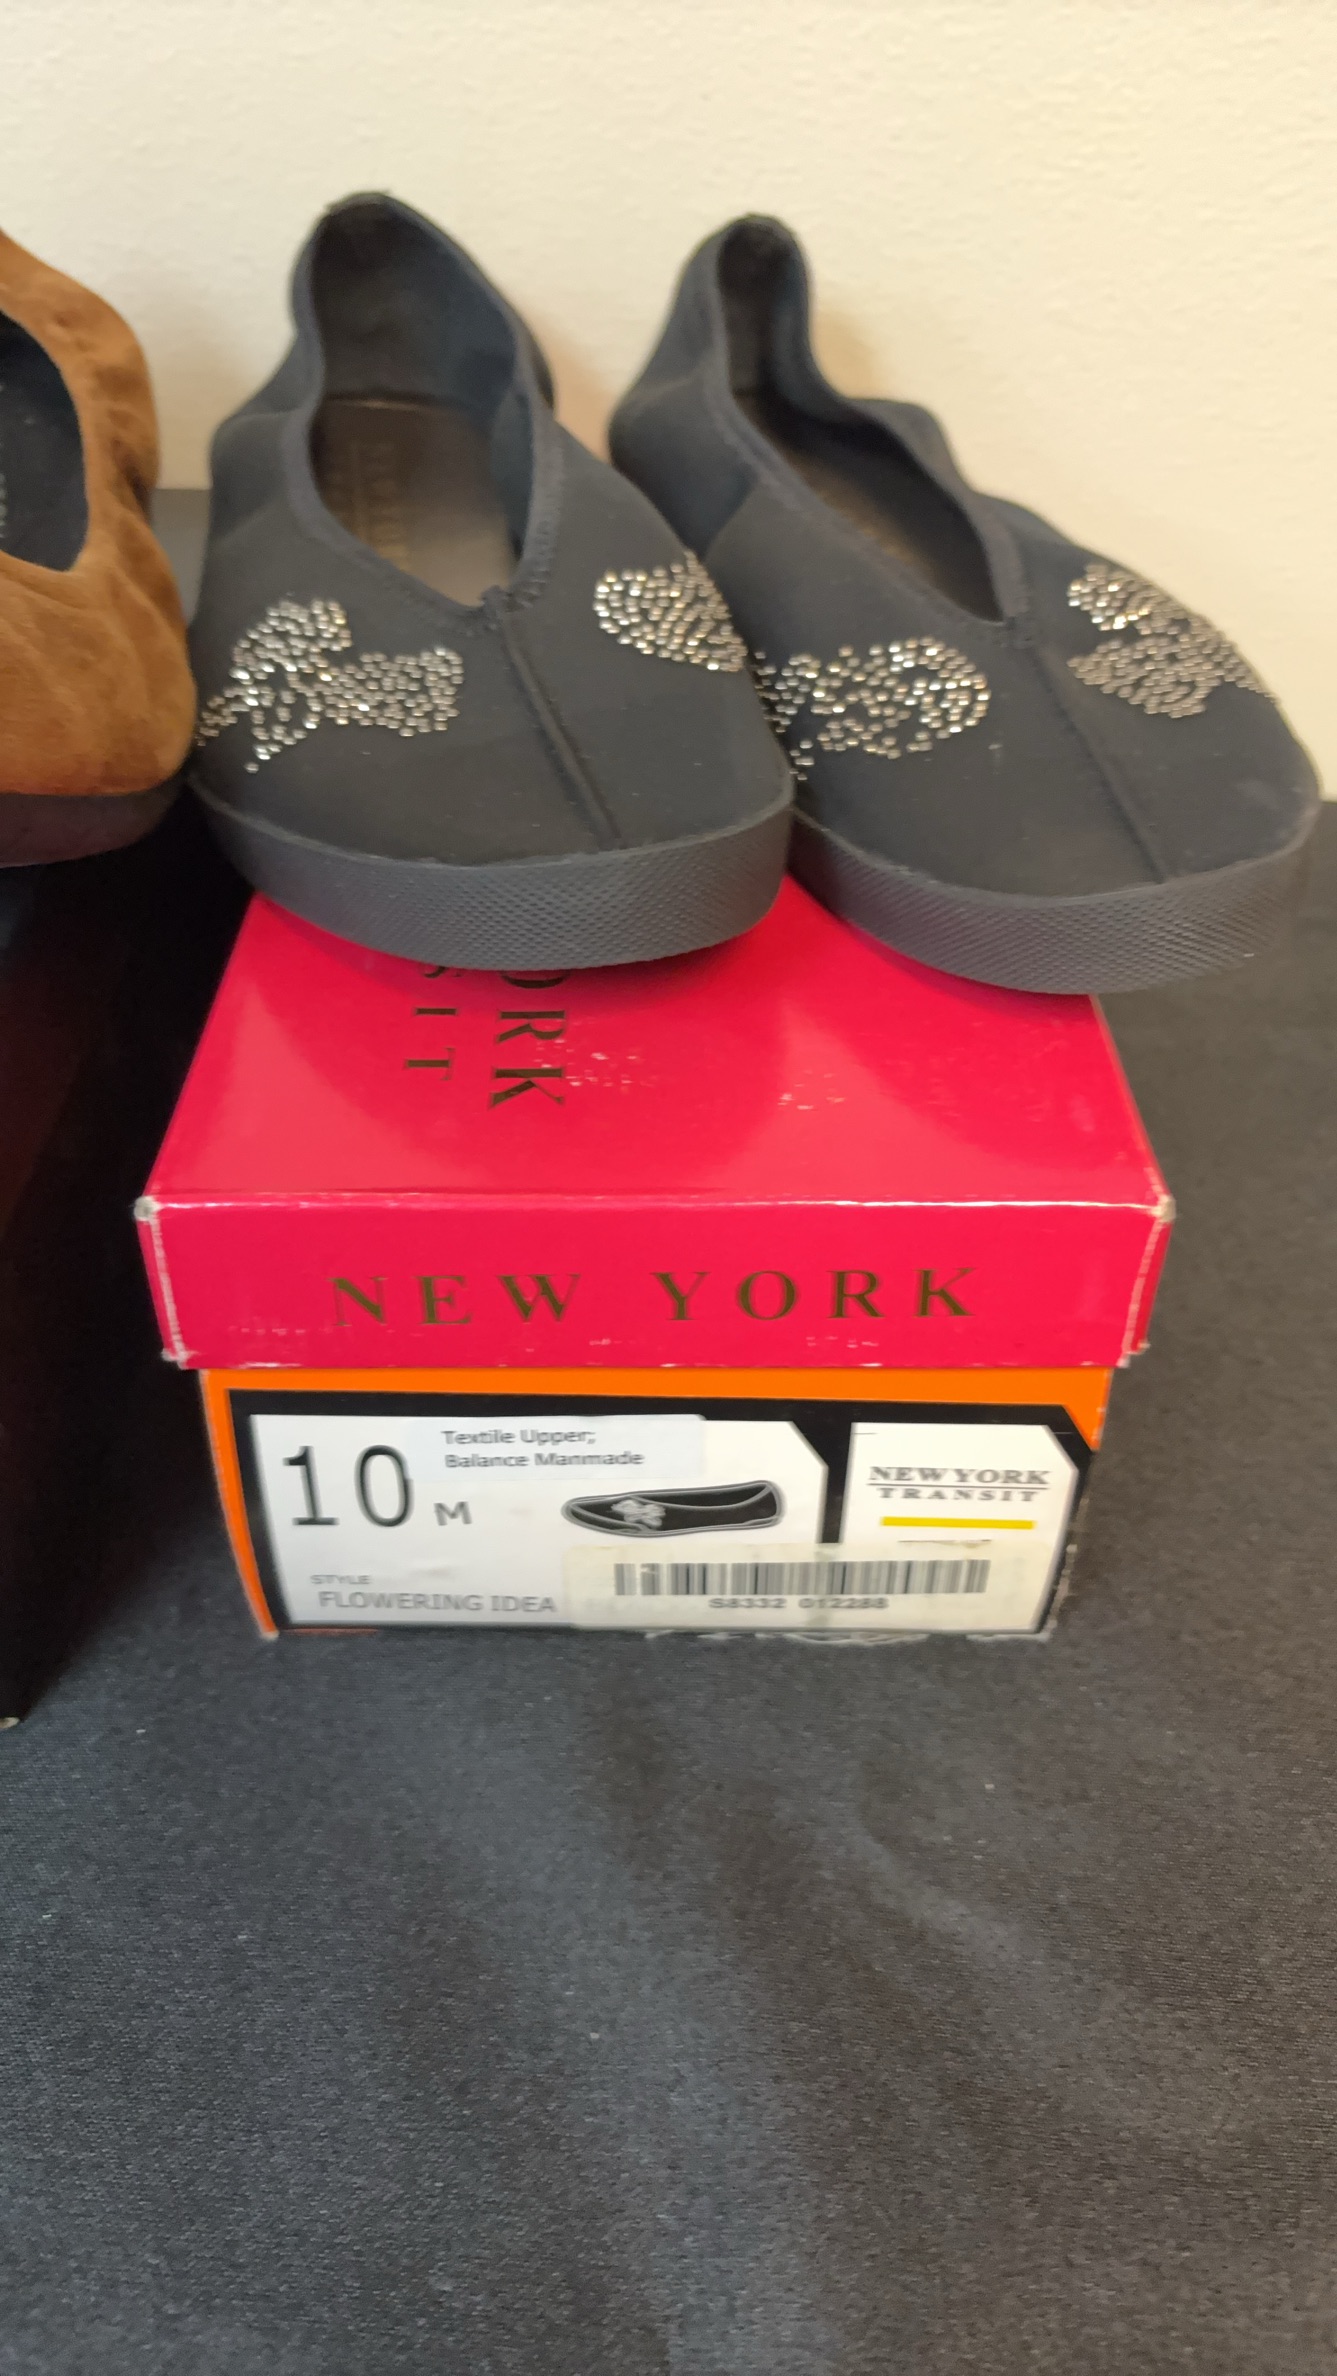 ORK
SIT
NEW YORK
10 M
Textile Upper;
Balance Manmade
STYLE
FLOWERING IDEA
NEW YORK
TRANSIT
S8332 012288